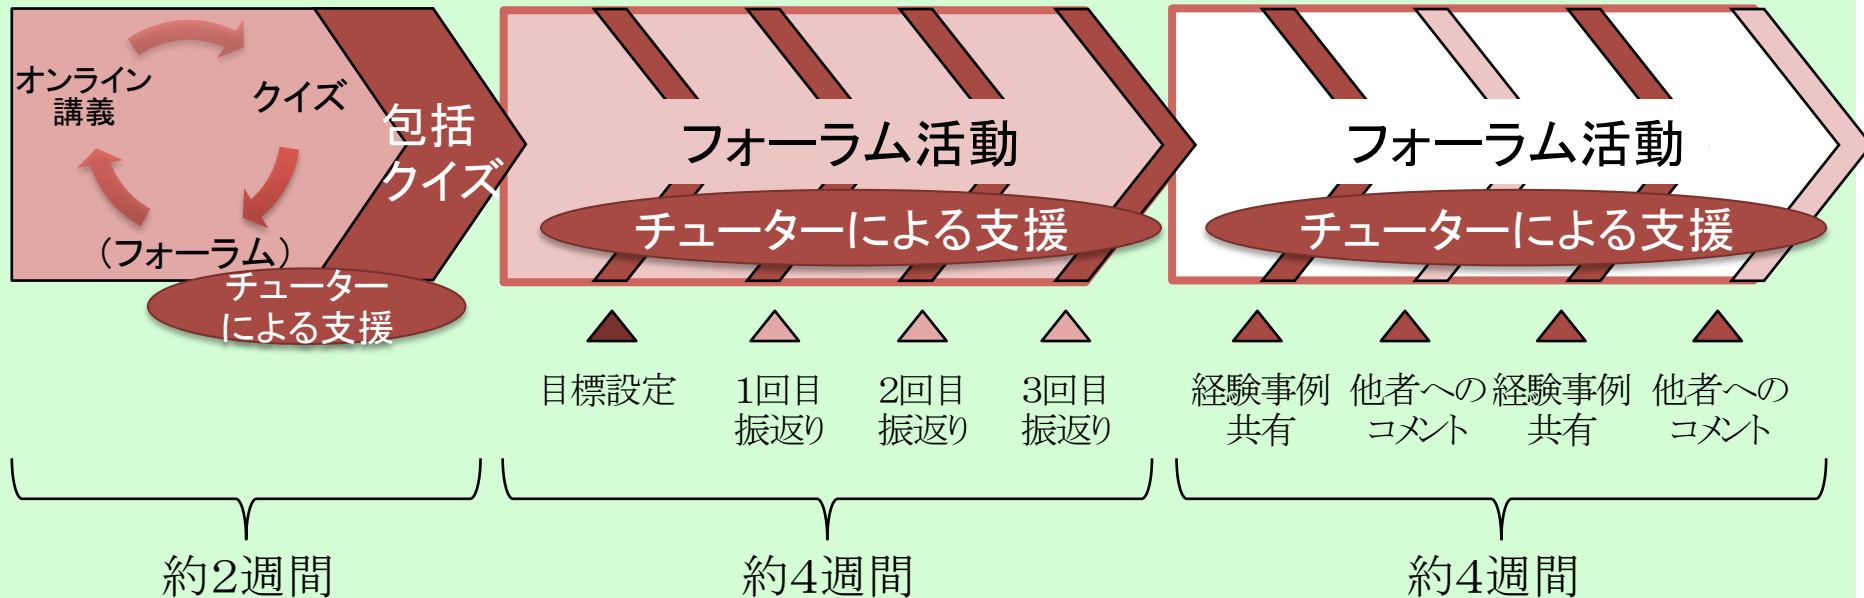 オンライン
講義
クイズ
(フォーラム)
包括
クイズ
チューター
による支援
フォーラム活動
チューターによる支援
フォーラム活動
チューターによる支援
目標設定
1回目
振返り
2回目
振返り
3回目
振返り
経験事例
共有
他者への
コメント
経験事例
共有
他者への
コメント
約2週間
約4週間
約4週間